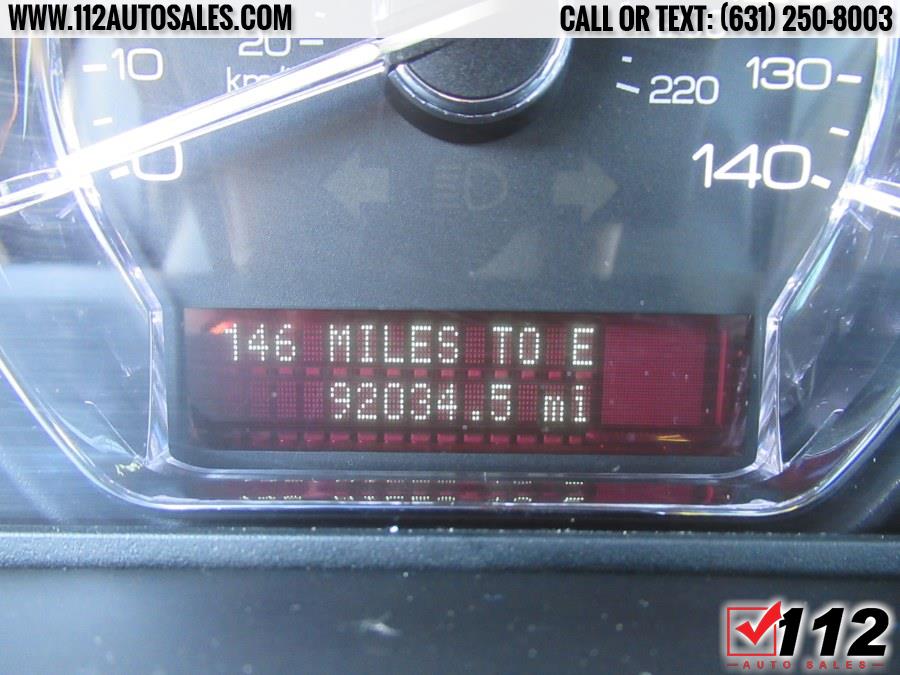 WWW.112AUTOSALES.COM
CALL OR TEXT: (631) 250-8003
20
10
km/
220
130
0
140
146 MILES TO E
92034.5 mi
112
AUTO SALES